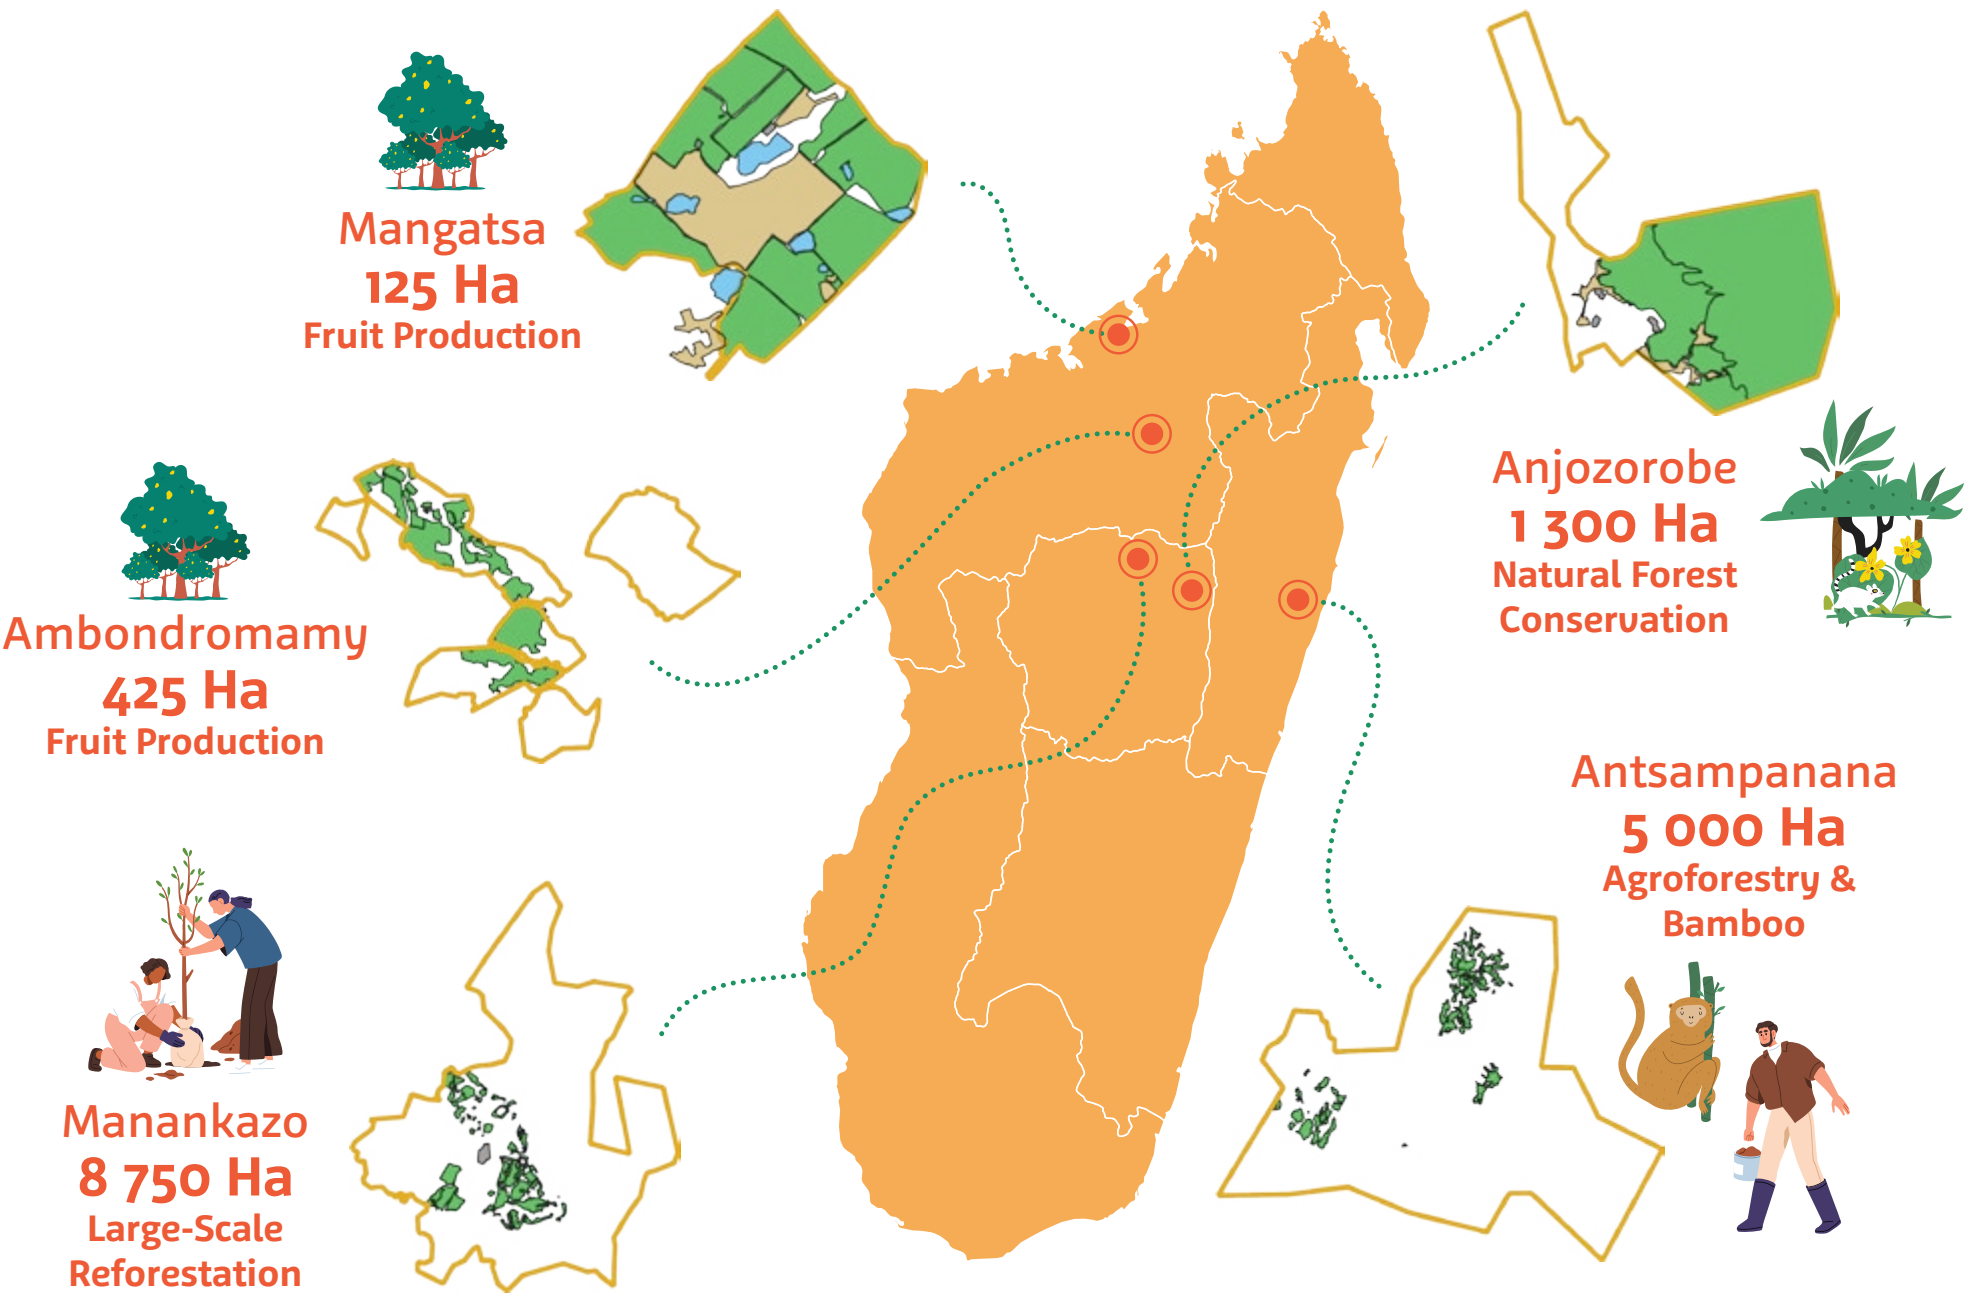 Mangatsa
125 Ha
Fruit Production
Ambondromamy
425 Ha
Fruit Production
Manankazo
8 750 Ha
Large-Scale
Reforestation
Anjozorobe
1 300 Ha
Natural Forest
Conservation
Antsampanana
5 000 Ha
Agroforestry &
Bamboo